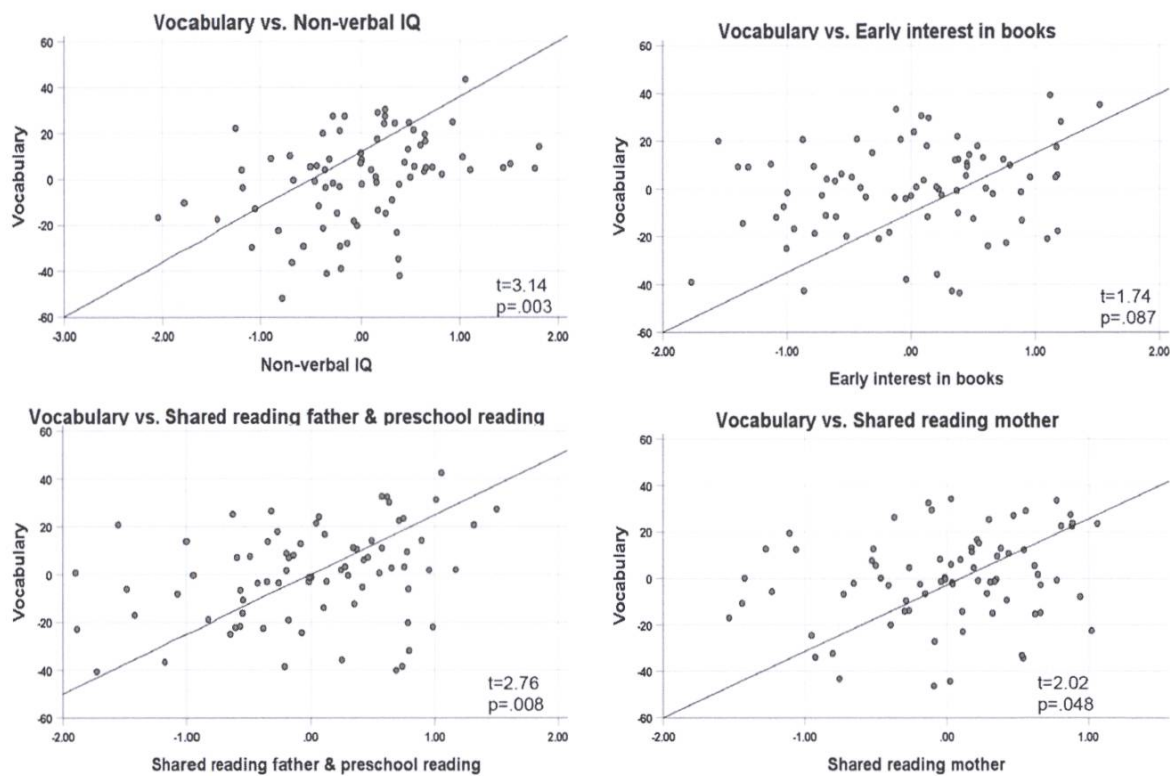 Vocabulary vs. Non-verbal IQ
60
40
20
0
-20
-40
-60
Vocabulary
t=3.14
p=.003
-3.00 -2.00 -1.00 .00 1.00 2.00
Non-verbal IQ
Vocabulary vs. Early interest in books
60
40
20
0
-20
-40
-60
Vocabulary
t=1.74
p=.087
-2.00 -1.00 .00 1.00 2.00
Early interest in books
Vocabulary vs. Shared reading father & preschool reading
60
40
20
0
-20
-40
-60
Vocabulary
t=2.76
p=.008
-2.00 -1.00 .00 1.00 2.00
Shared reading father & preschool reading
Vocabulary vs. Shared reading mother
60
40
20
0
-20
-40
-60
Vocabulary
t=2.02
p=.048
-2.00 -1.00 .00 1.00
Shared reading mother